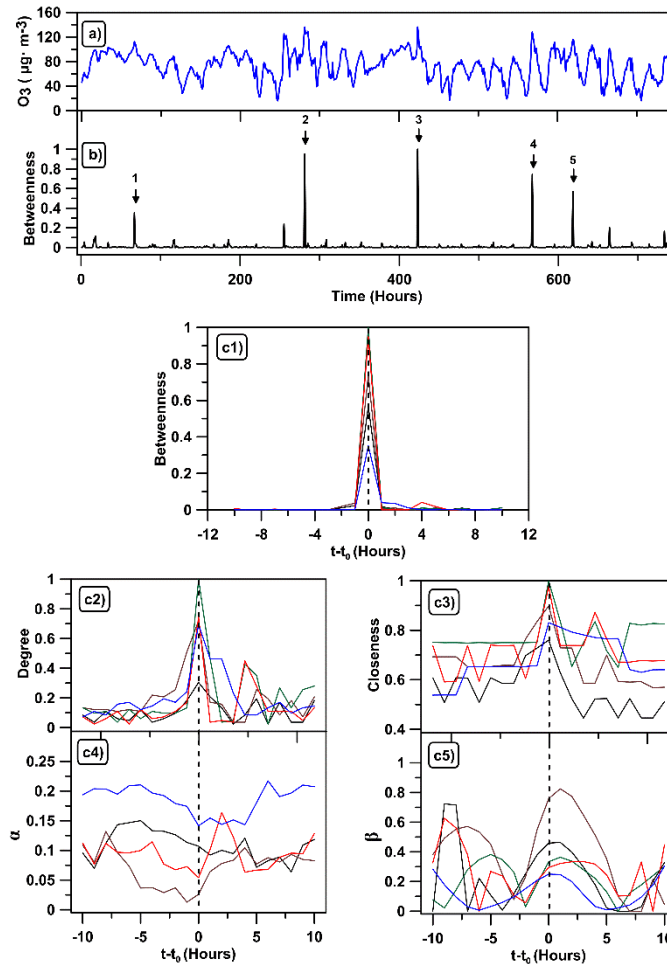 a)
O3 ( µg· m-3)
160
120
80
40
0
b)
Betweenness
1
0.8
0.6
0.4
0.2
0
1
2
3
4
5
0 200 400 600
Time (Hours)
c1)
Betweenness
1
0.8
0.6
0.4
0.2
0
-12 -8 -4 0 4 8 12
t-t0 (Hours)
c2)
Degree
1
0.8
0.6
0.4
0.2
0
c3)
Closeness
1
0.8
0.6
0.4
c4)
α
0.25
0.2
0.15
0.1
0.05
0
-10 -5 0 5 10
t-t0 (Hours)
c5)
β
1
0.8
0.6
0.4
0.2
0
-10 -5 0 5 10
t-t0 (Hours)